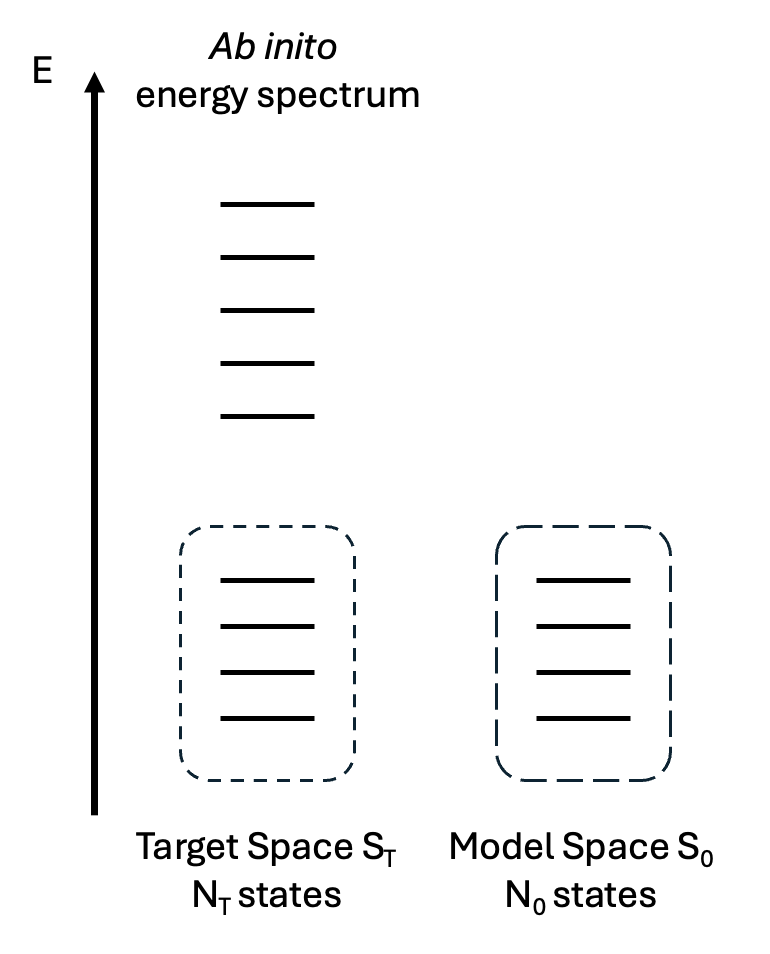 E
Ab inito
energy spectrum
Target Space S_T
N_T states
Model Space S_0
N_0 states